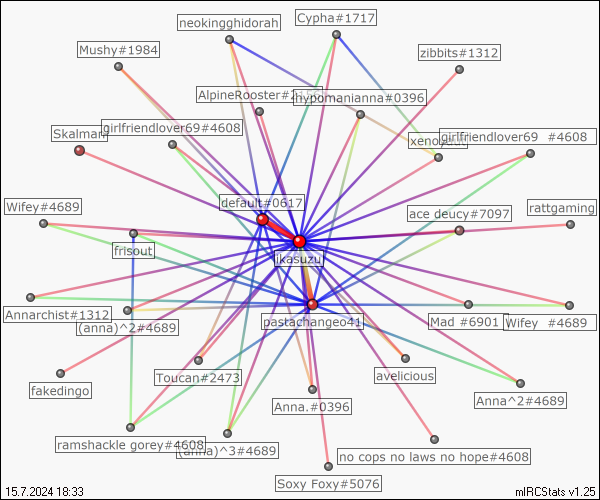 Cypha#1717
neokingghidorah
Mushy#1984
zibbits#1312
AlpineRooster#2
hypomanianna#0396
Skalman
girlfriendlover69#4608
girlfriendlover69 #4608
default#0617
Wifey#4689
ace deucy#7097
rattgaming
frisout
ikasuzu
Annarchist#1312
(anna)^2#4689
pastachangeo41
Mad #6901
Wifey #4689
Toucan#2473
avelicious
fakedingo
Anna.#0396
Anna^2#4689
ramshackle gorey#4608
(anna)^3#4689
no cops no laws no hope#4608
Soxy Foxy#5076
15.7.2024 18:33
mIRCStats v1.25